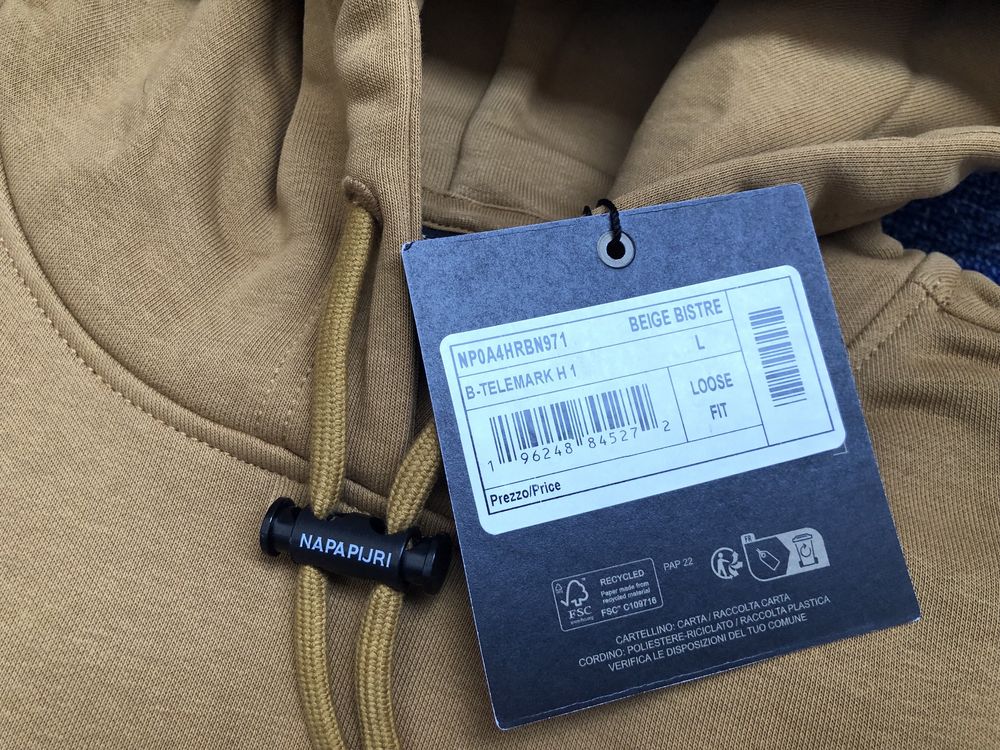 NP0A4HRBN971 BEIGE BISTRE
B-TELEMARK H 1 L
LOOSE
FIT
1 96248 84527 2
Prezzo/Price
NAPAPIJRI
FSC
RECYCLED
Paper made from
recycled material
FSC™ C109716
PAP 22
FR
CARTELLINO: CARTA / RACCOLTA CARTA
CORDINO: POLIESTERE-RICICLATO / RACCOLTA PLASTICA
VERIFICA LE DISPOSIZIONI DEL TUO COMUNE